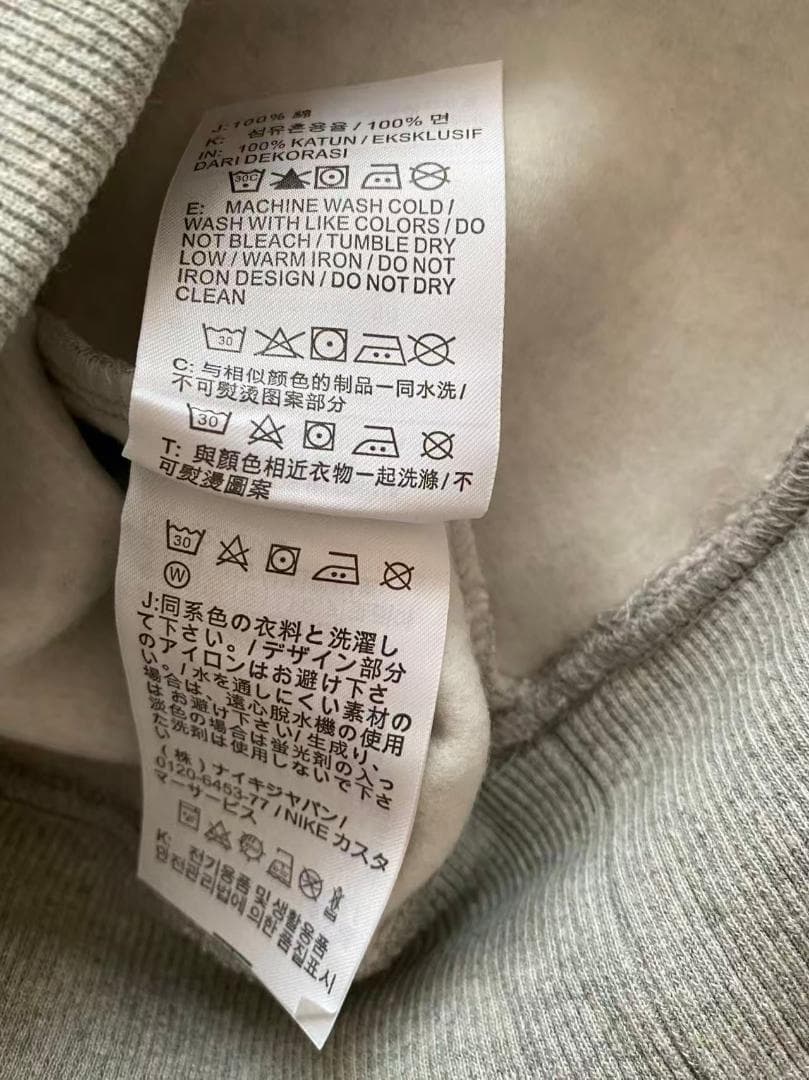 J: 100% 綿
K: 섬유혼용율 / 100% 면
IN: 100% KATUN / EKSKLUSIF
DARI DEKORASI
30C
E: MACHINE WASH COLD /
WASH WITH LIKE COLORS / DO
NOT BLEACH / TUMBLE DRY
LOW / WARM IRON / DO NOT
IRON DESIGN / DO NOT DRY
CLEAN
30
C: 与相似颜色的制品一同水洗/
不可熨烫图案部分
30
T: 與顏色相近衣物一起洗滌/不
可熨燙圖案
30
W
J:同系色の衣料と洗濯し
て下さい。/デザイン部分
のアイロンはお避け下さ
い。/水を通しにくい素材の
場合は、遠心脱水機の使用
はお避け下さい/生成り、
淡色の場合は蛍光剤の入っ
た洗剤は使用しないで下さ
い
(株)ナイキジャパン/
0120-6453-77 / NIKE カスタ
マーサービス
K: 전기용품 및 생활용품
안전관리법에 의한 품질표시